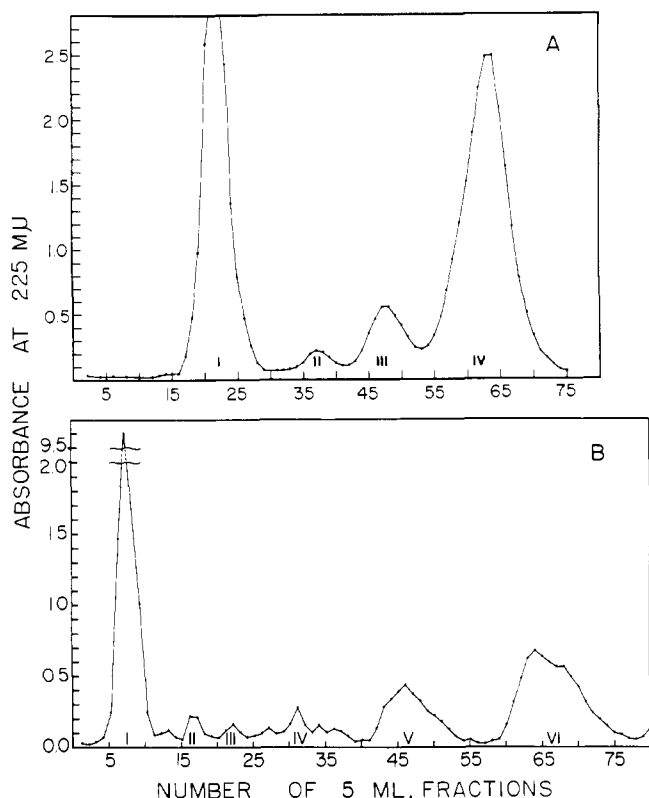 ABSORBANCE AT 225 MµU
A
2.5
2.0
1.5
1.0
0.5
I II III IV
5 15 25 35 45 55 65 75
B
9.5
2.0
1.5
1.0
0.5
0.0
I II III IV V VI
5 15 25 35 45 55 65 75
NUMBER OF 5 ML. FRACTIONS